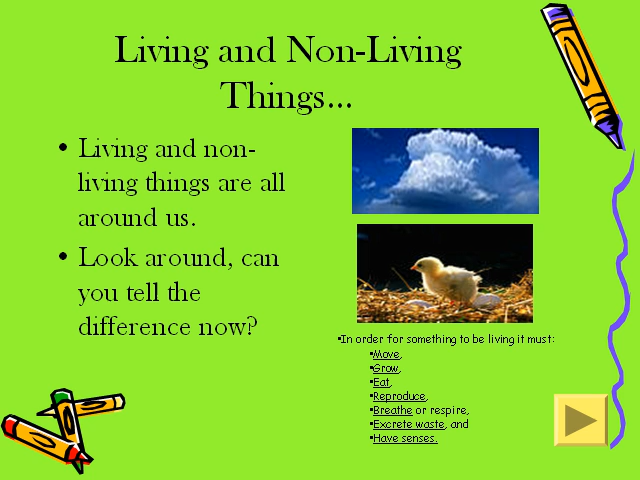 Living and Non-Living
Things...
• Living and non-
living things are all
around us.
• Look around, can
you tell the
difference now?
•In order for something to be living it must:
•Move,
•Grow,
•Eat,
•Reproduce,
•Breathe or respire,
•Excrete waste, and
•Have senses.